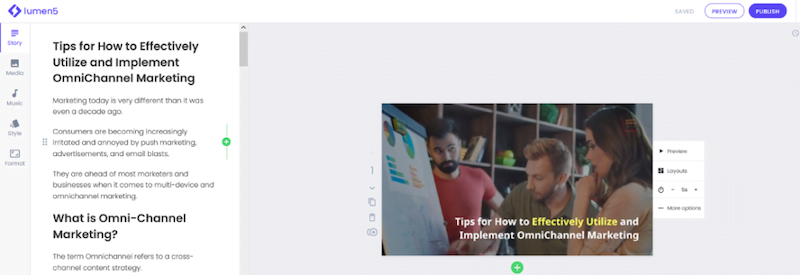 lumen5
SAVED
PREVIEW
PUBLISH
Story
Media
Music
Style
Format
Tips for How to Effectively
Utilize and Implement
OmniChannel Marketing
Marketing today is very different than it was
even a decade ago.
Consumers are becoming increasingly
irritated and annoyed by push marketing,
advertisements, and email blasts.
They are ahead of most marketers and
businesses when it comes to multi-device and
omnichannel marketing.
What is Omni-Channel
Marketing?
The term Omnichannel refers to a cross-
channel content strategy.
1
Tips for How to Effectively Utilize and
Implement OmniChannel Marketing
Preview
Layouts
- 5s +
More options